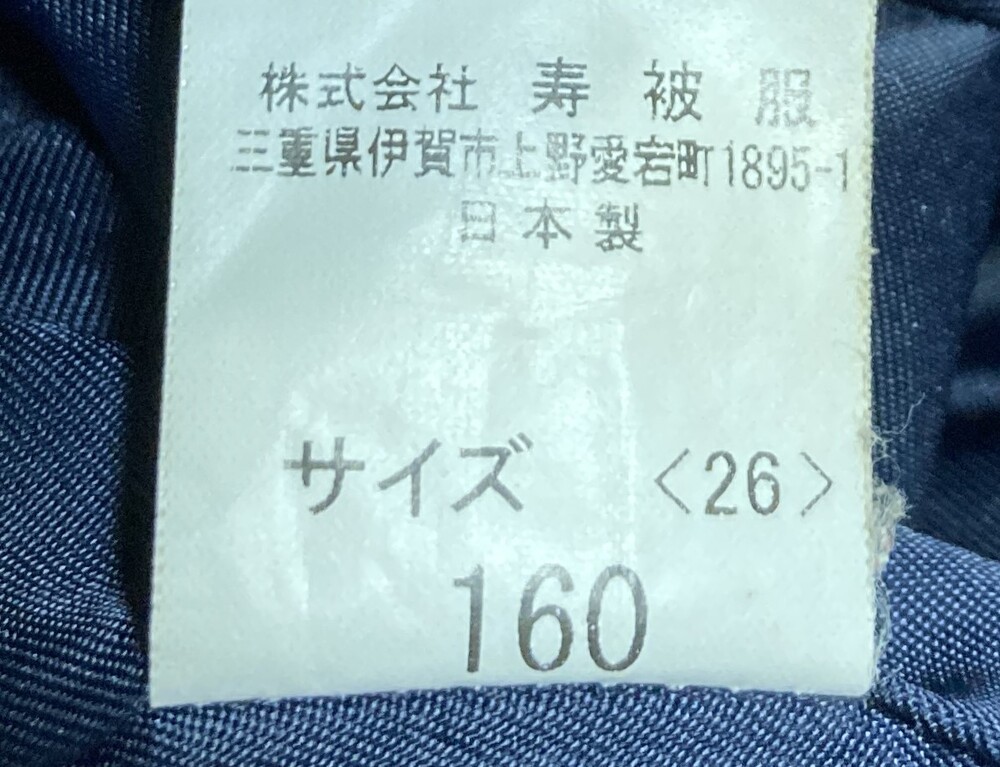 株式会社 寿 被 服
三重県伊賀市上野愛宕町1895-1
日 本 製
サイズ 〈26〉
160